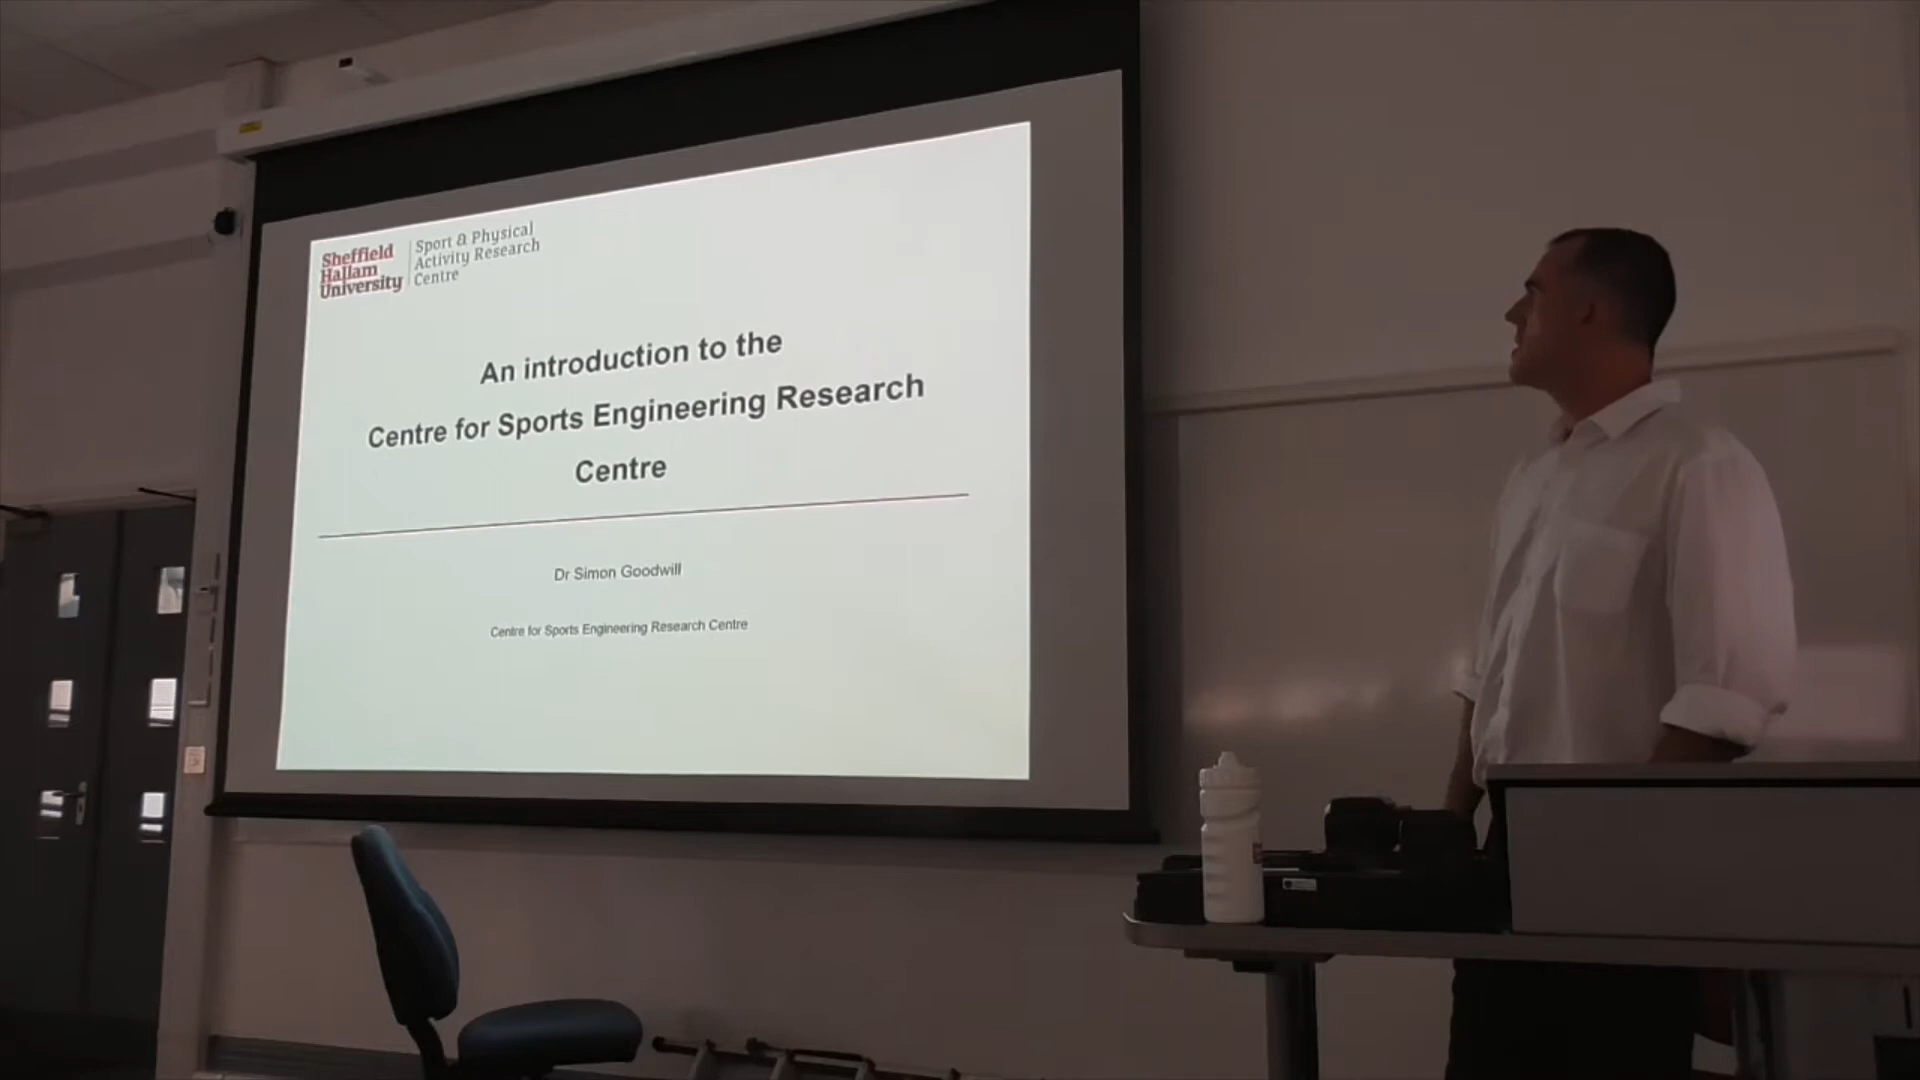 Sheffield
Hallam
University
Sport & Physical
Activity Research
Centre
An introduction to the
Centre for Sports Engineering Research
Centre
Dr Simon Goodwill
Centre for Sports Engineering Research Centre